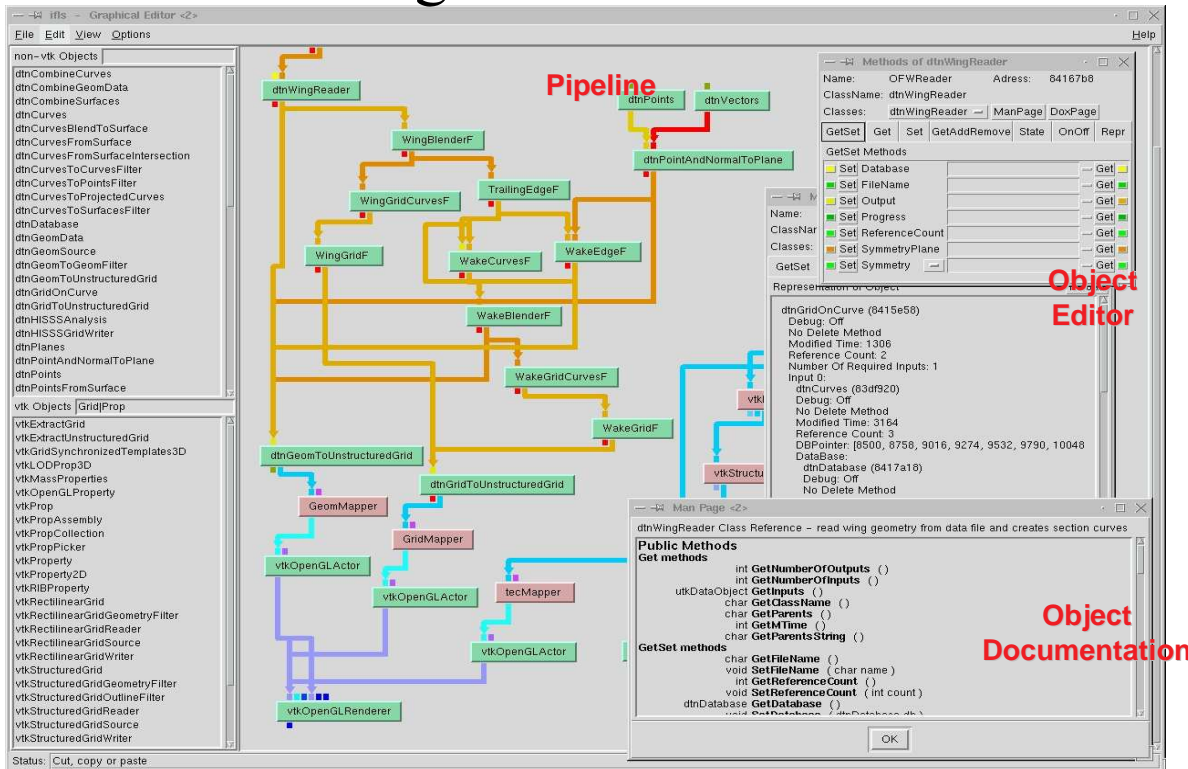 ifls - Graphical Editor <2>
File Edit View Options Help
non-vtk Objects
dtnCombineCurves
dtnCombineGeomData
dtnCombineSurfaces
dtnCurves
dtnCurvesBlendToSurface
dtnCurvesFromSurface
dtnCurvesFromSurfaceIntersection
dtnCurvesToCurvesFilter
dtnCurvesToPointsFilter
dtnCurvesToProjectedCurves
dtnCurvesToSurfacesFilter
dtnDatabase
dtnGeomData
dtnGeomSource
dtnGeomToGeomFilter
dtnGeomToUnstructuredGrid
dtnGridOnCurve
dtnGridToUnstructuredGrid
dtnHISSSAnalysis
dtnHISSSGridWriter
dtnPlanes
dtnPointAndNormalToPlane
dtnPoints
dtnPointsFromSurface
vtk Objects Grid|Prop
vtkExtractGrid
vtkExtractUnstructuredGrid
vtkGridSynchronizedTemplates3D
vtkLODProp3D
vtkMassProperties
vtkOpenGLProperty
vtkProp
vtkPropAssembly
vtkPropCollection
vtkPropPicker
vtkProperty
vtkProperty2D
vtkRIBProperty
vtkRectilinearGrid
vtkRectilinearGridGeometryFilter
vtkRectilinearGridReader
vtkRectilinearGridSource
vtkRectilinearGridWriter
vtkStructuredGrid
vtkStructuredGridGeometryFilter
vtkStructuredGridOutlineFilter
vtkStructuredGridReader
vtkStructuredGridSource
vtkStructuredGridWriter
Status: Cut, copy or paste
Pipeline
dtnWingReader
dtnPoints
dtnVectors
WingBlenderF
dtnPointAndNormalToPlane
WingGridCurvesF
TrailingEdgeF
WingGridF
WakeCurvesF
WakeEdgeF
WakeBlenderF
WakeGridCurvesF
WakeGridF
dtnGeomToUnstructuredGrid
dtnGridToUnstructuredGrid
GeomMapper
GridMapper
vtkOpenGLActor
vtkOpenGLActor
tecMapper
vtkOpenGLActor
vtkOpenGLRenderer
vtkStructu
Methods of dtnWingReader
Name: OFWReader Adress: 84167b8
ClassName: dtnWingReader
Classes: dtnWingReader ManPage DoxPage
GetSet Get Set GetAddRemove State OnOff Repr
GetSet Methods
Set Database Get
Set FileName Get
Set Output Get
Set Progress Get
Set ReferenceCount Get
Set SymmetryPlane Get
Set Symmetry Get
Object
Editor
Name:
ClassNar
Classes:
GetSet
Representation of Object
dtnGridOnCurve (8415e58)
Debug: Off
No Delete Method
Modified Time: 1306
Reference Count: 2
Number Of Required Inputs: 1
Input 0:
dtnCurves (83df920)
Debug: Off
No Delete Method
Modified Time: 3164
Reference Count: 3
DBPointer: [8500, 8758, 9016, 9274, 9532, 9790, 10048
DataBase:
dtnDatabase (8417a18)
Debug: Off
No Delete Method
Man Page <2>
dtnWingReader Class Reference - read wing geometry from data file and creates section curves
Public Methods
Get methods
int GetNumberOfOutputs ()
int GetNumberOfInputs ()
utkDataObject GetInputs ()
char GetClassName ()
char GetParents ()
int GetMTime ()
char GetParentsString ()
GetSet methods
char GetFileName ()
void SetFileName ( char name )
int GetReferenceCount ()
void SetReferenceCount ( int count )
dtnDatabase GetDatabase ()
void SetDatabase ( dtnDatabase db )
Object
Documentation
OK